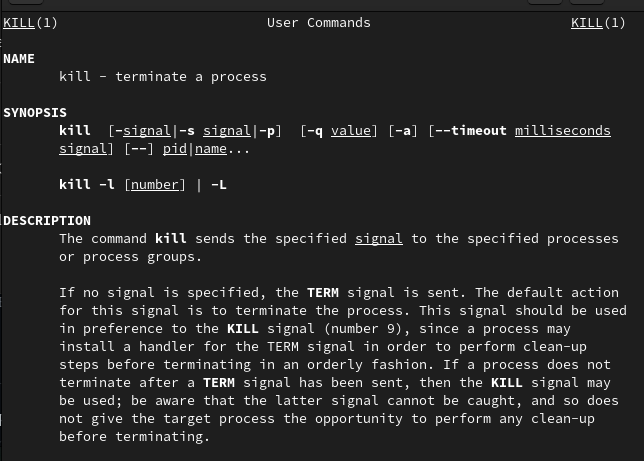 KILL(1) User Commands KILL(1)
NAME
kill - terminate a process
SYNOPSIS
kill [-signal|-s signal|-p] [-q value] [-a] [--timeout milliseconds
signal] [--] pid|name...
kill -l [number] | -L
DESCRIPTION
The command kill sends the specified signal to the specified processes
or process groups.
If no signal is specified, the TERM signal is sent. The default action
for this signal is to terminate the process. This signal should be used
in preference to the KILL signal (number 9), since a process may
install a handler for the TERM signal in order to perform clean-up
steps before terminating in an orderly fashion. If a process does not
terminate after a TERM signal has been sent, then the KILL signal may
be used; be aware that the latter signal cannot be caught, and so does
not give the target process the opportunity to perform any clean-up
before terminating.